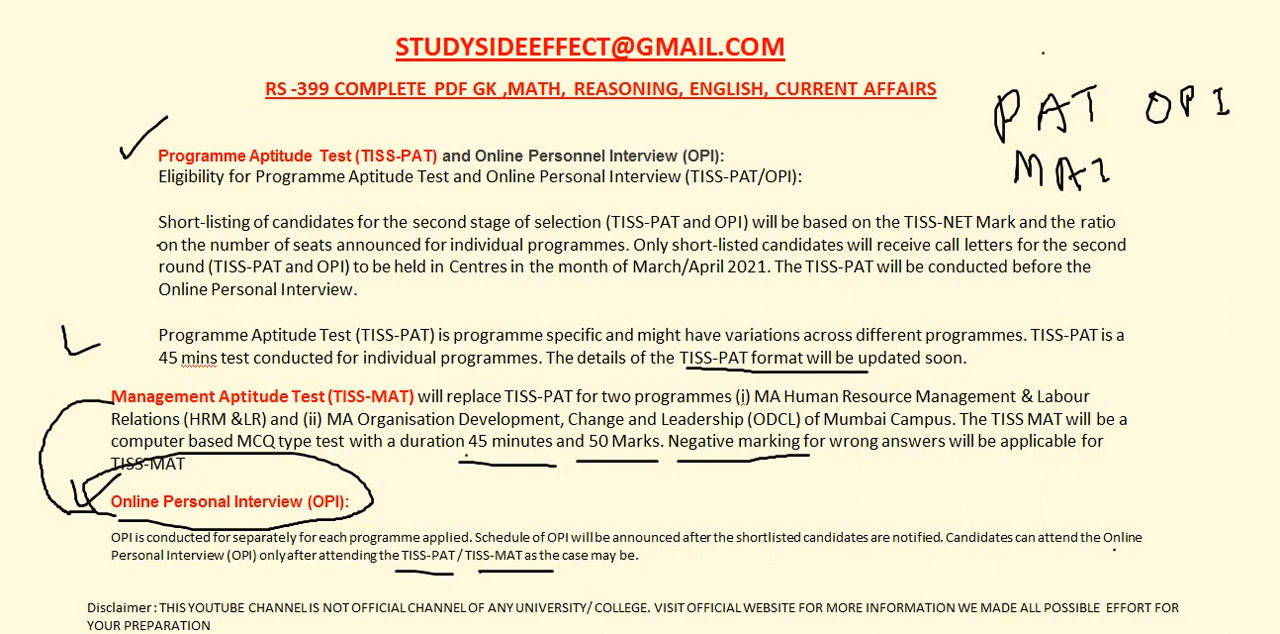 STUDYSIDEEFFECT@GMAIL.COM
RS -399 COMPLETE PDF GK ,MATH, REASONING, ENGLISH, CURRENT AFFAIRS
PAT OPI
MAT
Programme Aptitude Test (TISS-PAT) and Online Personnel Interview (OPI):
Eligibility for Programme Aptitude Test and Online Personal Interview (TISS-PAT/OPI):
Short-listing of candidates for the second stage of selection (TISS-PAT and OPI) will be based on the TISS-NET Mark and the ratio
on the number of seats announced for individual programmes. Only short-listed candidates will receive call letters for the second
round (TISS-PAT and OPI) to be held in Centres in the month of March/April 2021. The TISS-PAT will be conducted before the
Online Personal Interview.
Programme Aptitude Test (TISS-PAT) is programme specific and might have variations across different programmes. TISS-PAT is a
45 mins test conducted for individual programmes. The details of the TISS-PAT format will be updated soon.
Management Aptitude Test (TISS-MAT) will replace TISS-PAT for two programmes (i) MA Human Resource Management & Labour
Relations (HRM &LR) and (ii) MA Organisation Development, Change and Leadership (ODCL) of Mumbai Campus. The TISS MAT will be a
computer based MCQ type test with a duration 45 minutes and 50 Marks. Negative marking for wrong answers will be applicable for
TISS-MAT
Online Personal Interview (OPI):
OPI is conducted for separately for each programme applied. Schedule of OPI will be announced after the shortlisted candidates are notified. Candidates can attend the Online
Personal Interview (OPI) only after attending the TISS-PAT / TISS-MAT as the case may be.
Disclaimer : THIS YOUTUBE CHANNEL IS NOT OFFICIAL CHANNEL OF ANY UNIVERSITY/ COLLEGE. VISIT OFFICIAL WEBSITE FOR MORE INFORMATION WE MADE ALL POSSIBLE EFFORT FOR
YOUR PREPARATION